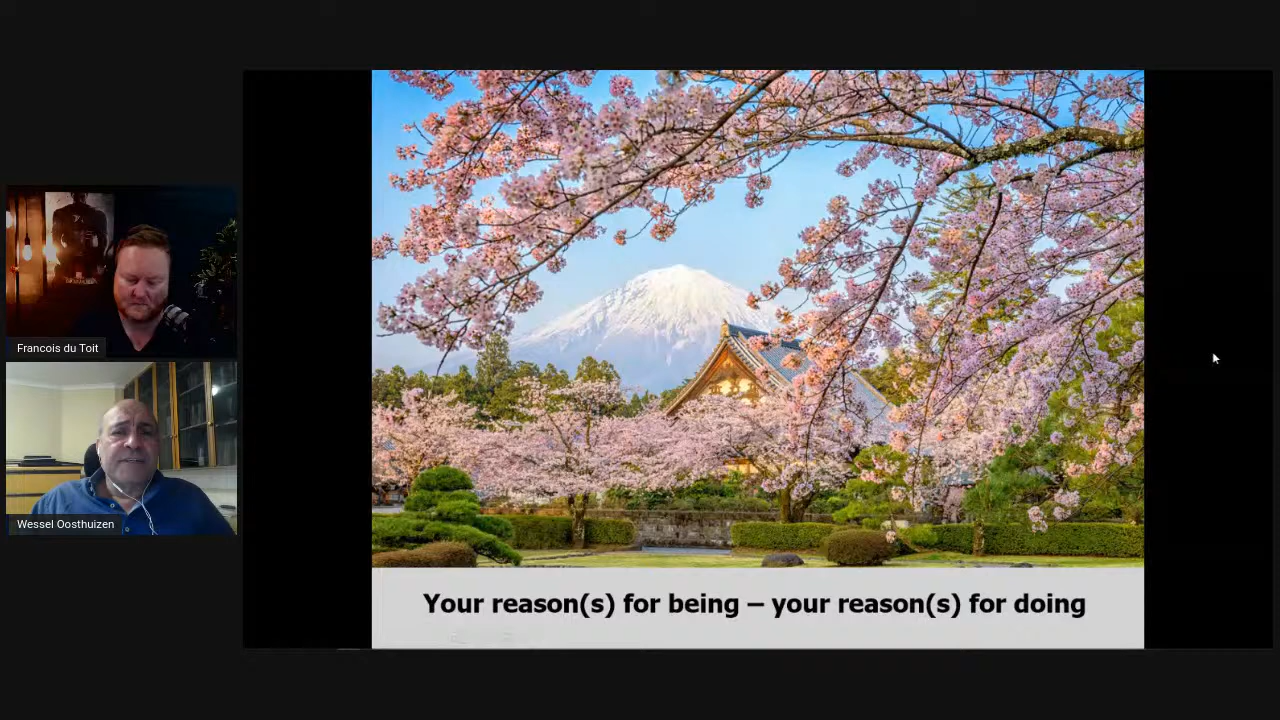 Francois du Toit
Wessel Oosthuizen
Your reason(s) for being – your reason(s) for doing